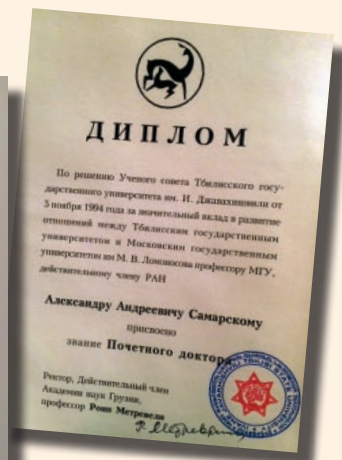 ДИПЛОМ
По решению Ученого совета Тбилисского госу-
дарственного университета им. И. Джавахишвили от
3 ноября 1994 года за значительный вклад в развитие
отношений между Тбилисским государственным
университетом и Московским государственным
университетом им М. В. Ломоносова профессору МГУ,
действительному члену РАН
Александру Андреевичу Самарскому
присвоено
звание Почетного доктора
Ректор, Действительный член
Академии наук Грузии,
профессор Роин Метревели